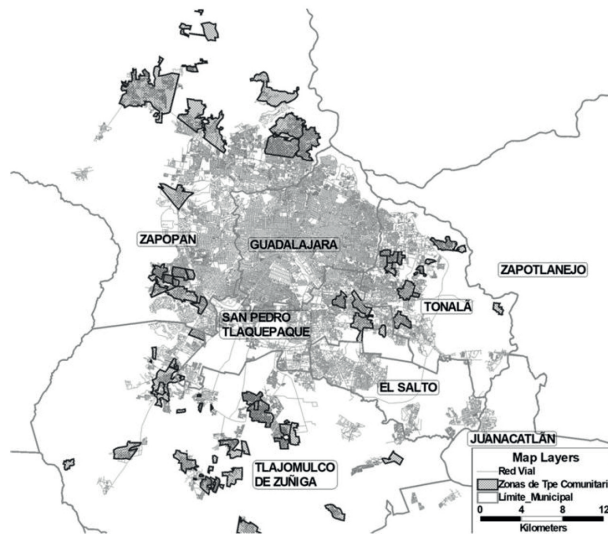 ZAPOPAN
GUADALAJARA
ZAPOTLANEJO
TONALÁ
SAN PEDRO
TLAQUEPAQUE
EL SALTO
JUANACATLÁN
TLAJOMULCO
DE ZUÑIGA
Map Layers
Red Vial
Zonas de Tpe Comunitari
Límite_Municipal
0 4 8 12
Kilometers